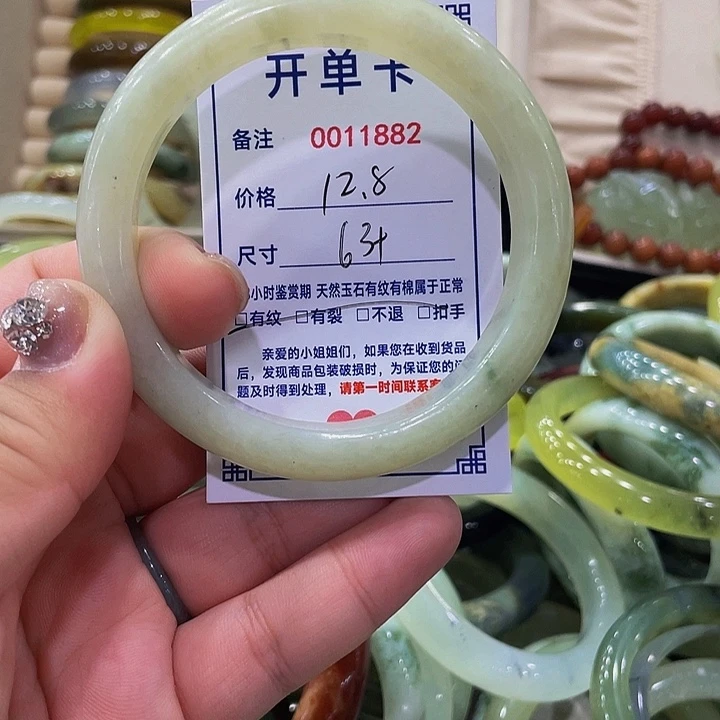 开单卡
备注 0011882
价格 12.8
尺寸 63+
小时鉴赏期 天然玉石有纹有棉属于正常
□有纹 □有裂 □不退 □扣手
亲爱的小姐姐们，如果您在收到货品
后，发现商品包装破损时，为保证您的
题及时得到处理，请第一时间联系